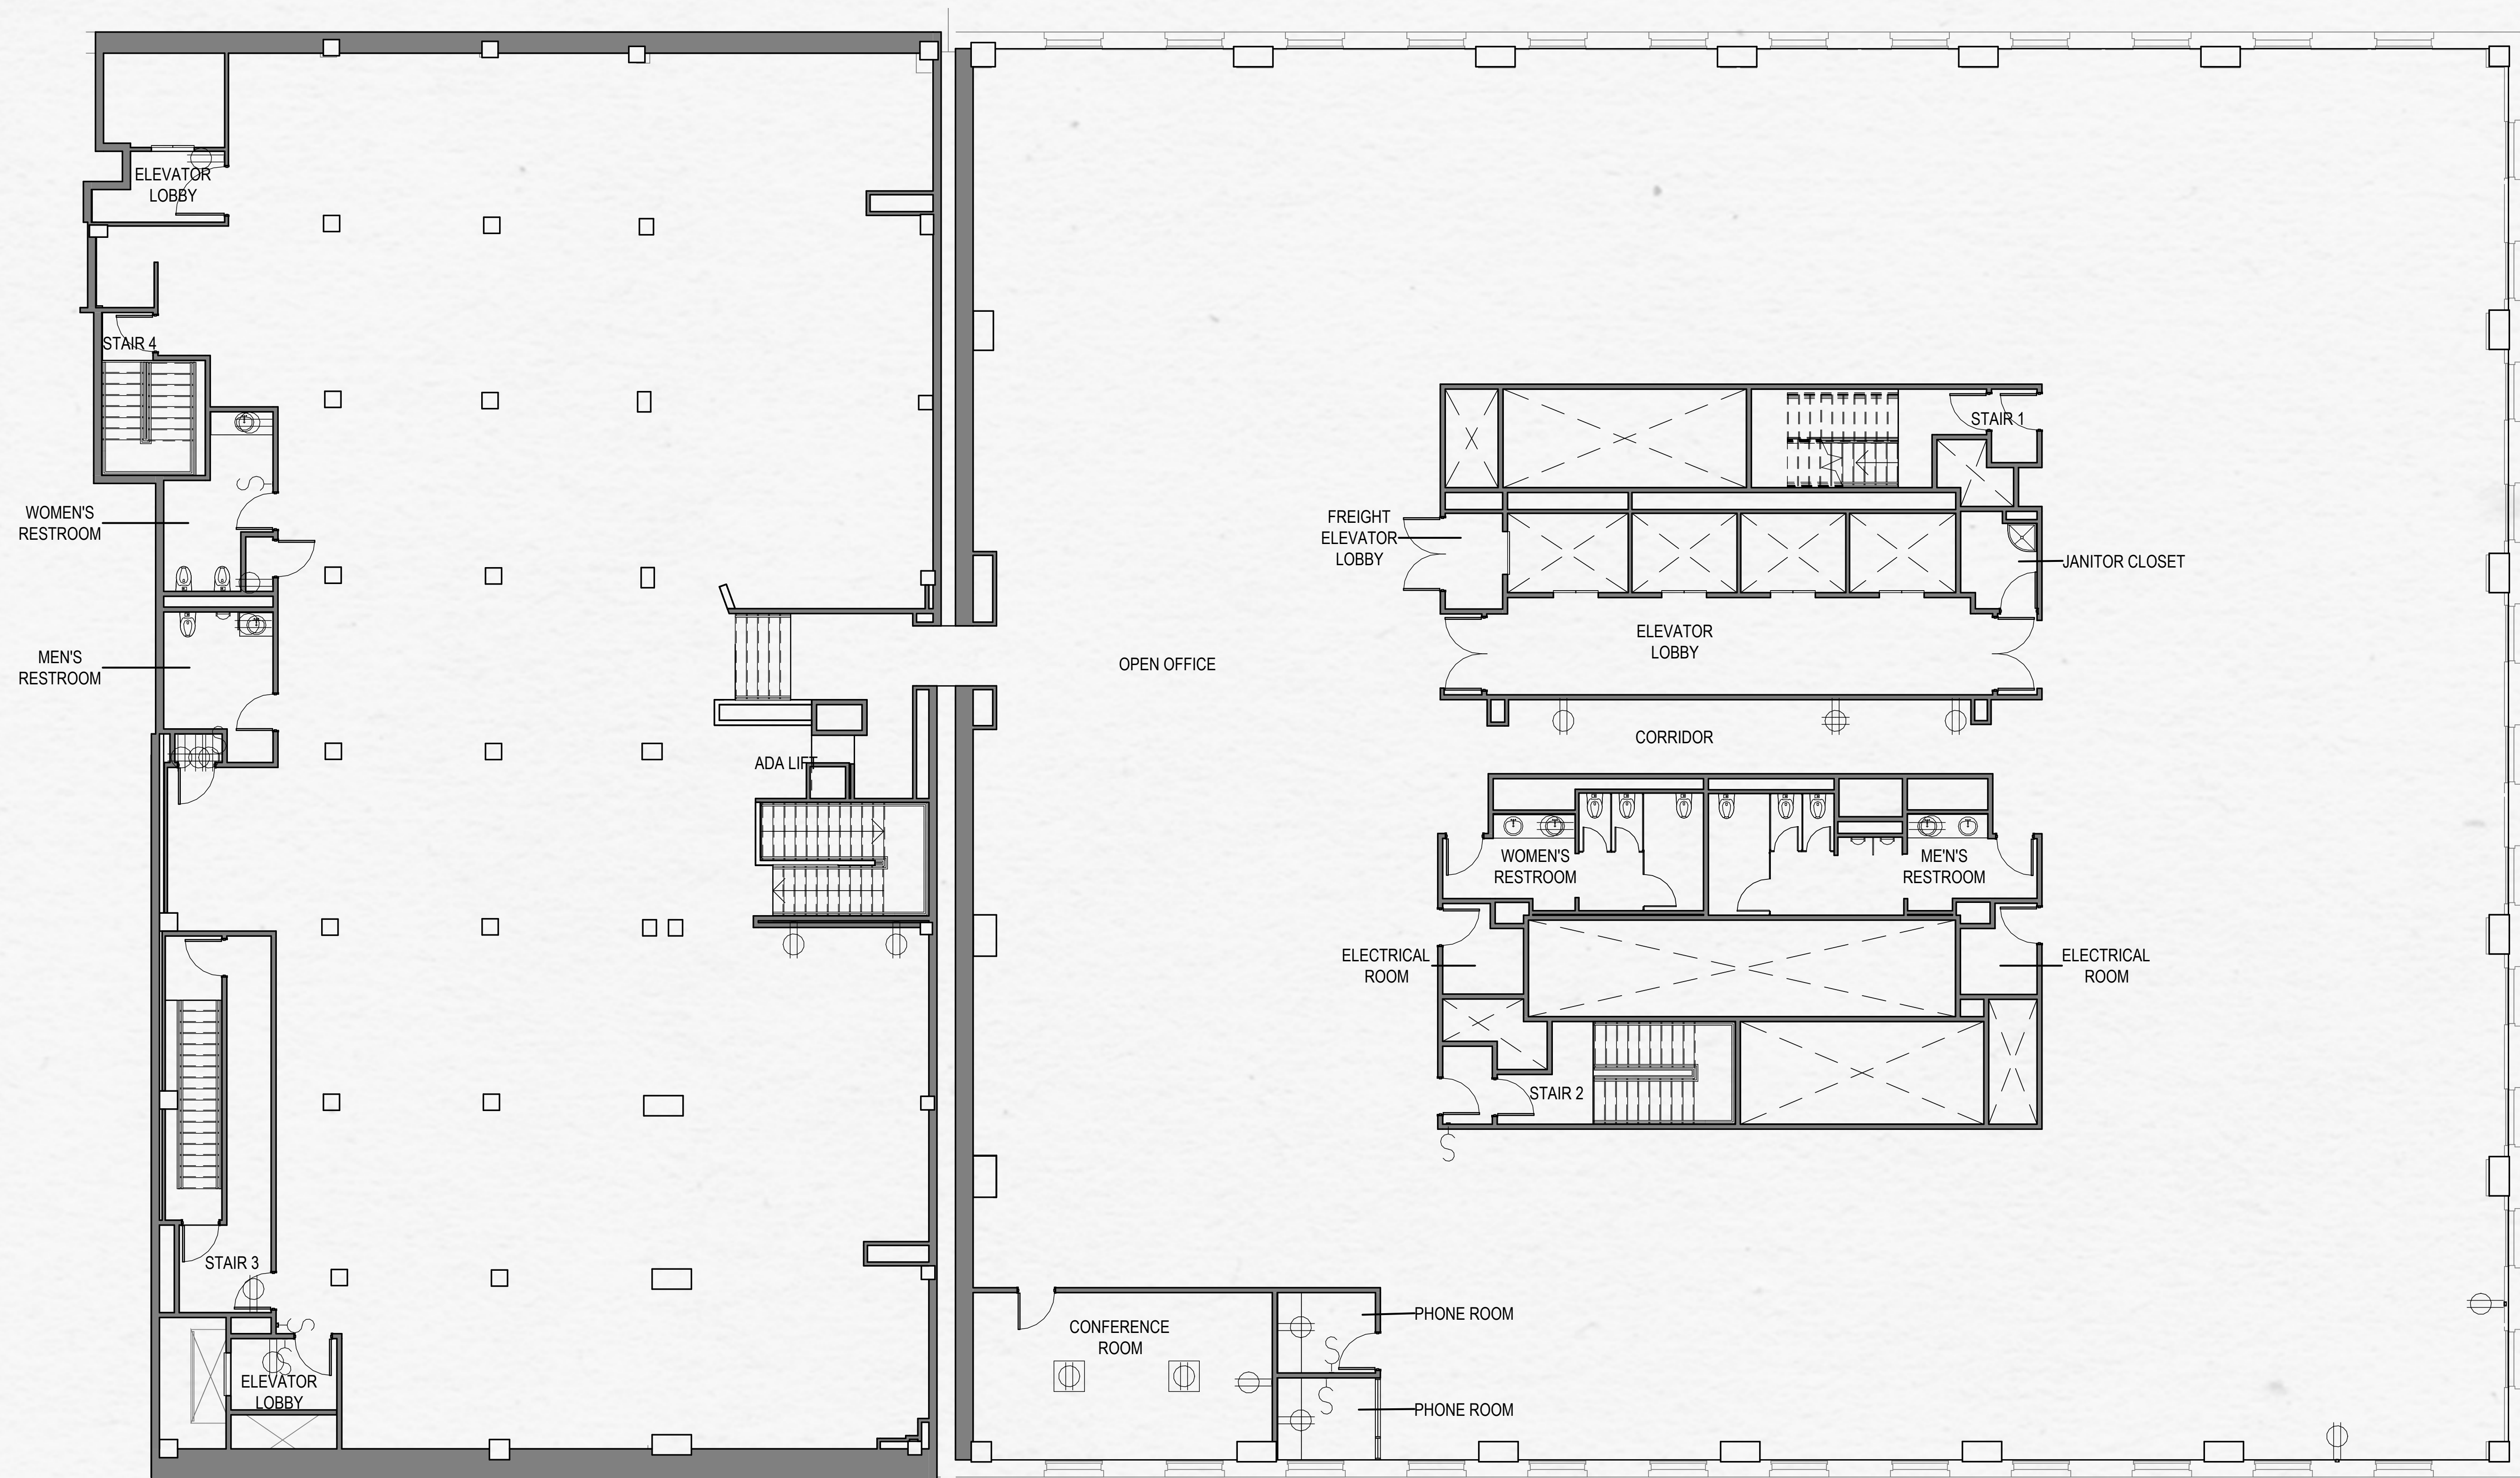 ELEVATOR
LOBBY
STAIR 4
WOMEN'S
RESTROOM
MEN'S
RESTROOM
ADA LIFT
STAIR 3
ELEVATOR
LOBBY
OPEN OFFICE
STAIR 1
FREIGHT
ELEVATOR
LOBBY
JANITOR CLOSET
ELEVATOR
LOBBY
CORRIDOR
WOMEN'S
RESTROOM
ME'N'S
RESTROOM
ELECTRICAL
ROOM
ELECTRICAL
ROOM
STAIR 2
CONFERENCE
ROOM
PHONE ROOM
PHONE ROOM